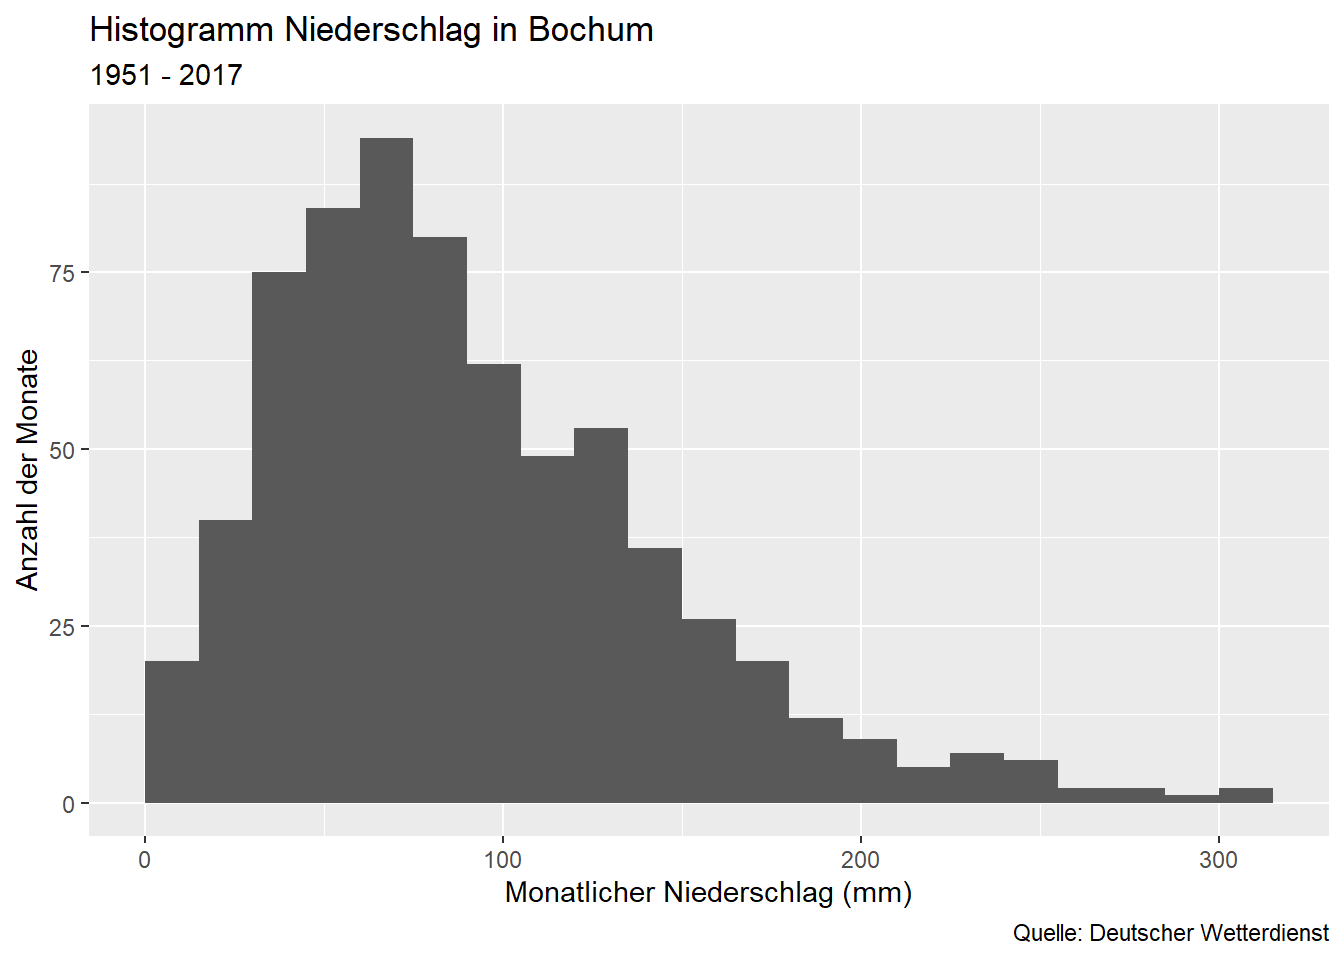 Histogramm Niederschlag in Bochum
1951 - 2017
Anzahl der Monate
75
50
25
0
0 100 200 300
Monatlicher Niederschlag (mm)
Quelle: Deutscher Wetterdienst